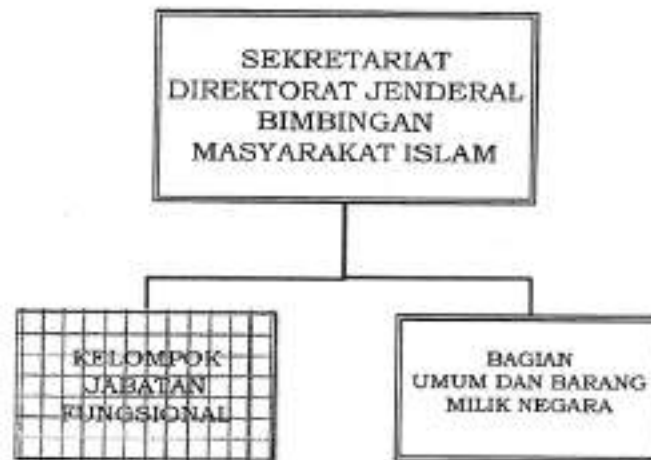 SEKRETARIAT
DIREKTORAT JENDERAL
BIMBINGAN
MASYARAKAT ISLAM
KELOMPOK
JABATAN
FUNGSIONAL
BAGIAN
UMUM DAN BARANG
MILIK NEGARA